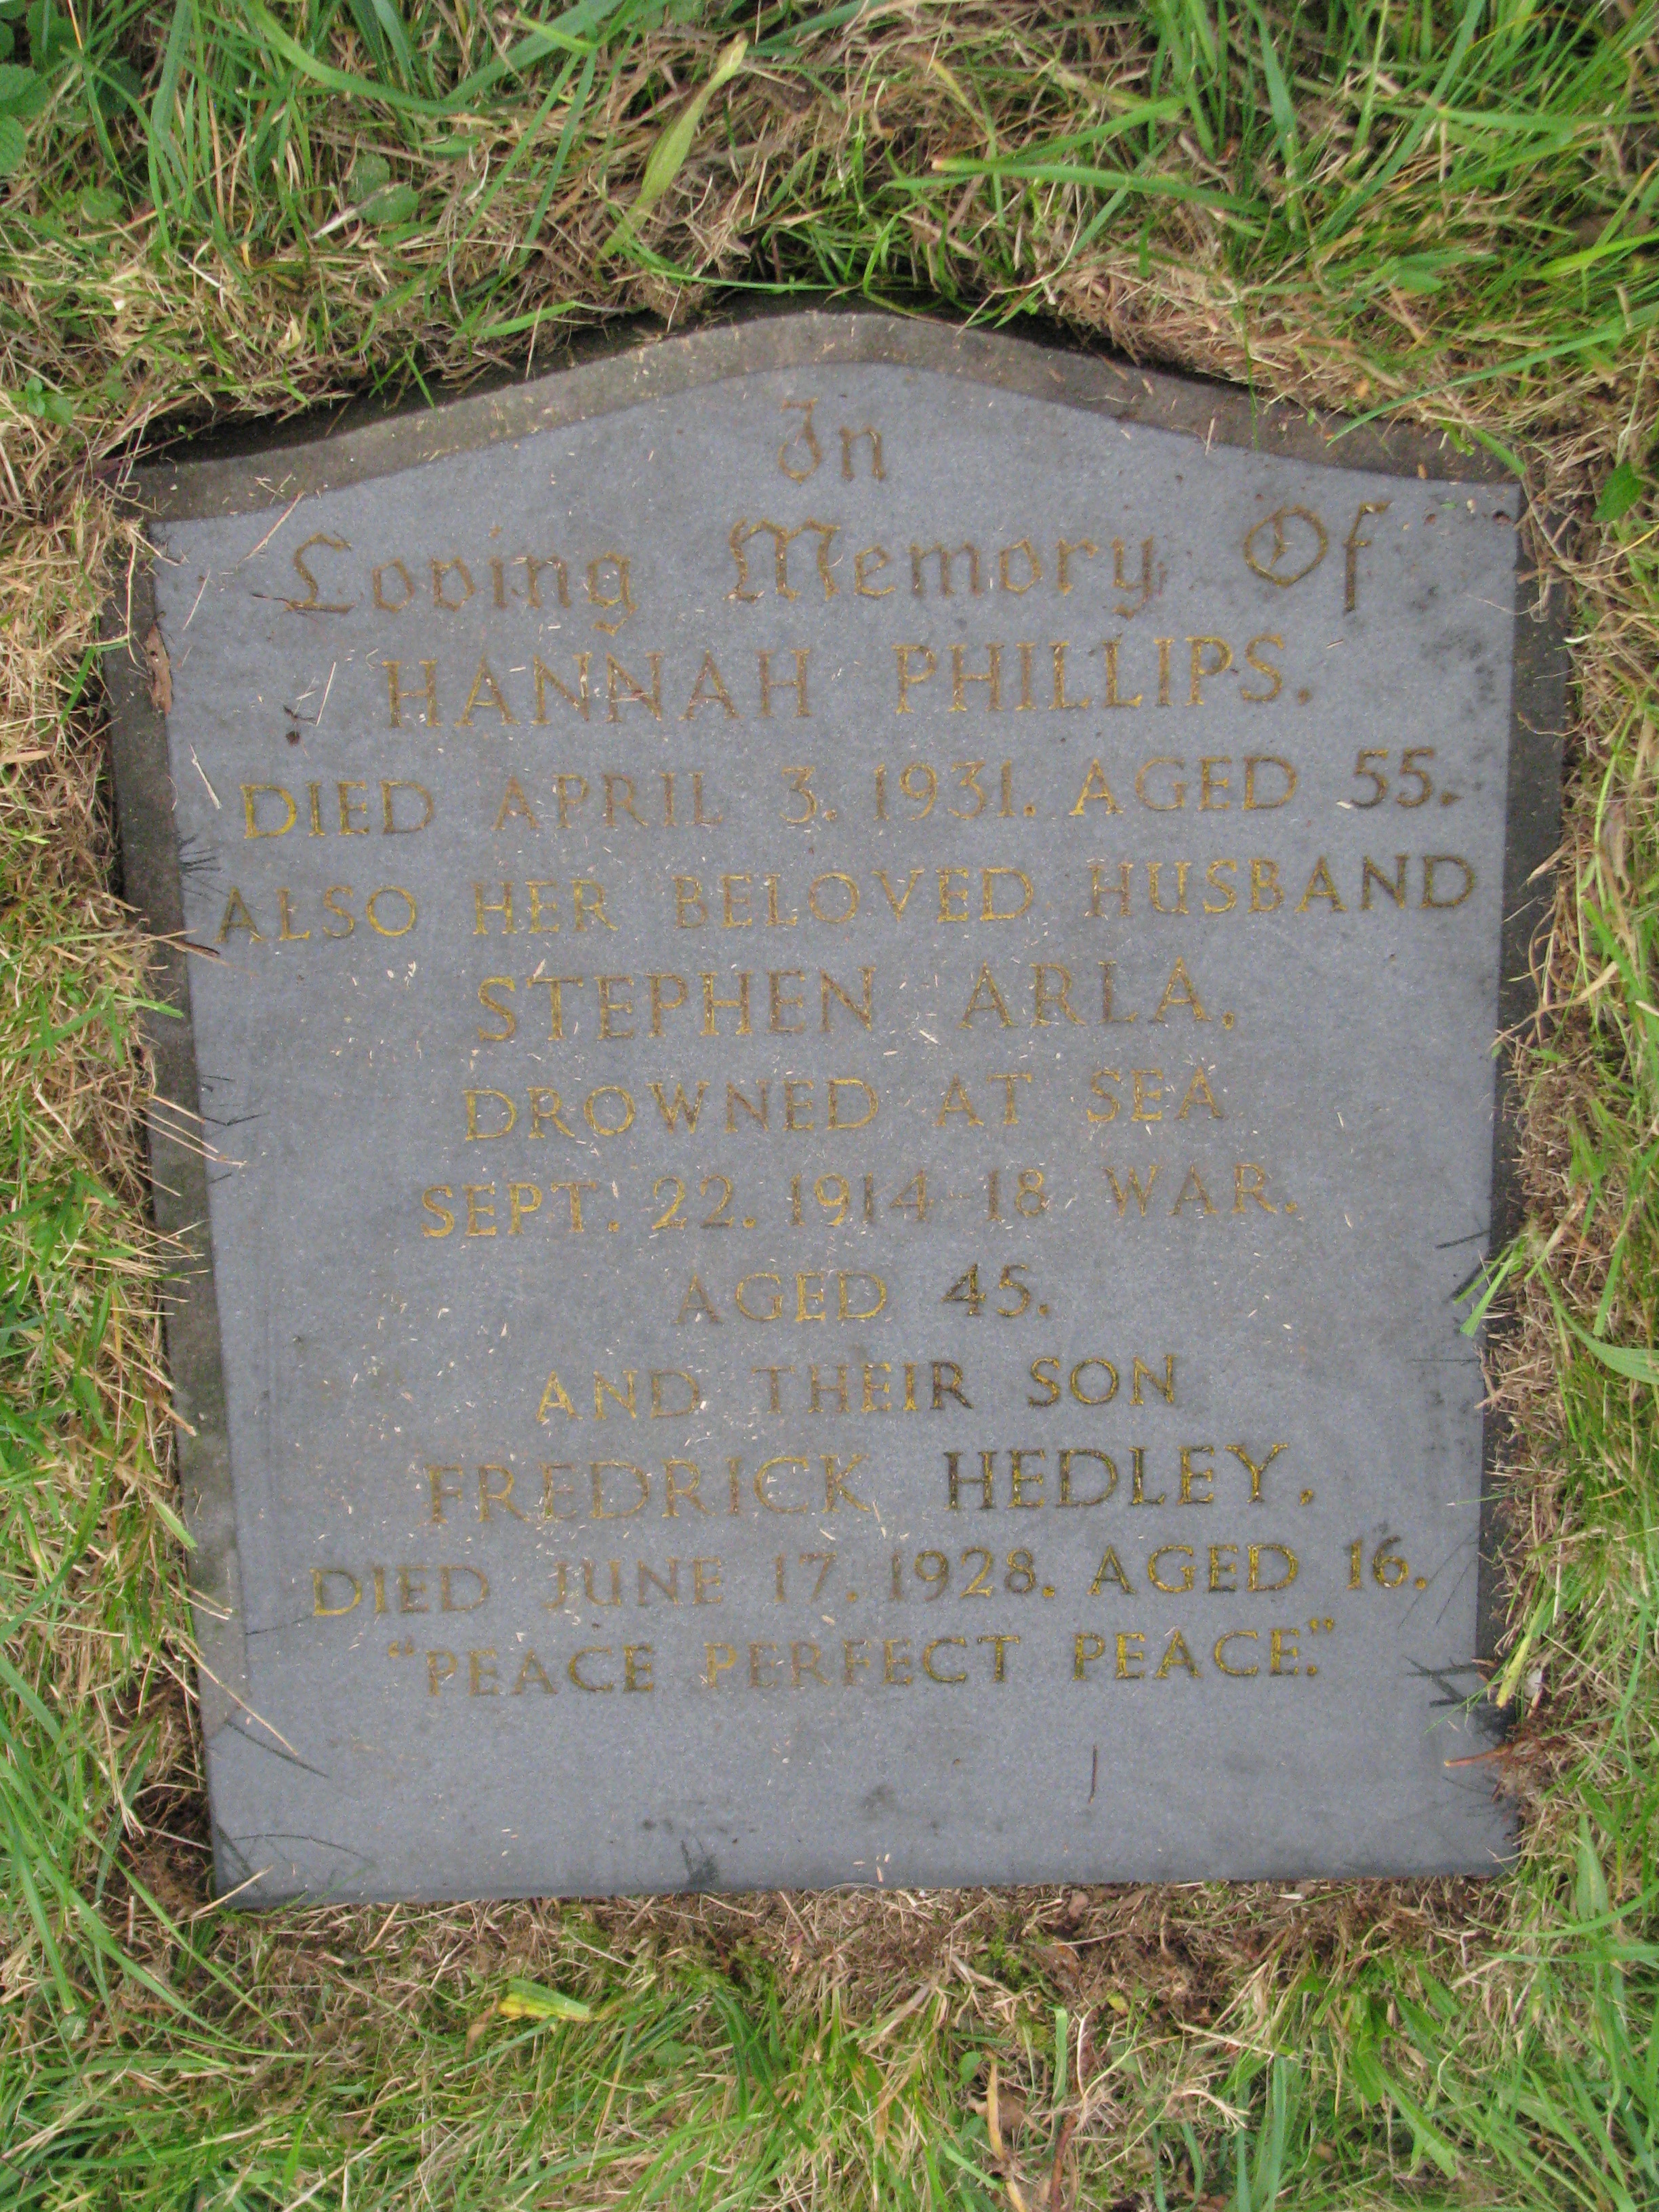 In
Loving Memory Of
HANNAH PHILLIPS.
DIED APRIL 3. 1931. AGED 55.
ALSO HER BELOVED HUSBAND
STEPHEN ARLA,
DROWNED AT SEA
SEPT. 22. 1914-18 WAR.
AGED 45.
AND THEIR SON
FREDRICK HEDLEY,
DIED JUNE 17. 1928. AGED 16.
"PEACE PERFECT PEACE."